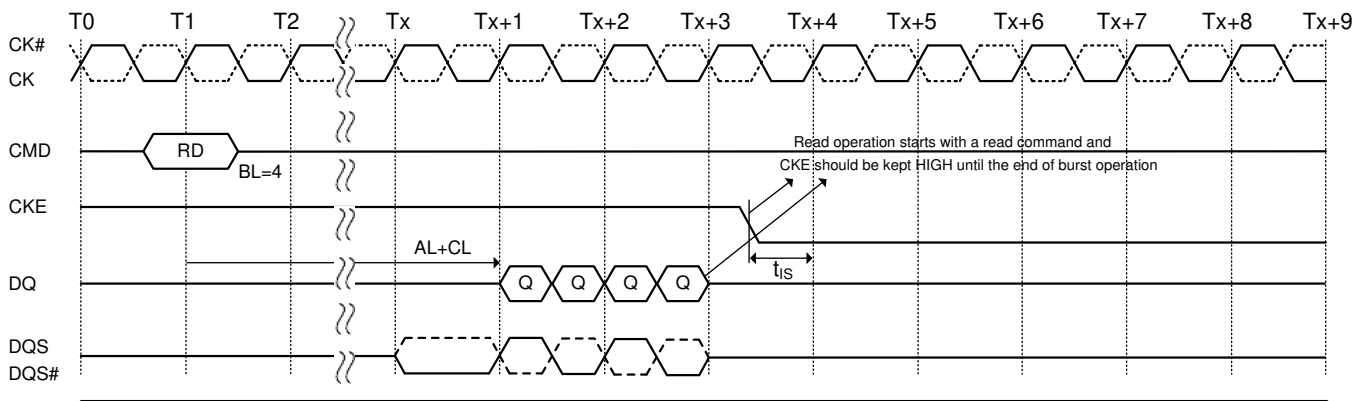 T0 T1 T2 Tx Tx+1 Tx+2 Tx+3 Tx+4 Tx+5 Tx+6 Tx+7 Tx+8 Tx+9
CK#
CK
Read operation starts with a read command and
CMD RD
BL=4
CKE should be kept HIGH until the end of burst operation
CKE
AL+CL
tIS
DQ Q Q Q Q
DQS
DQS#